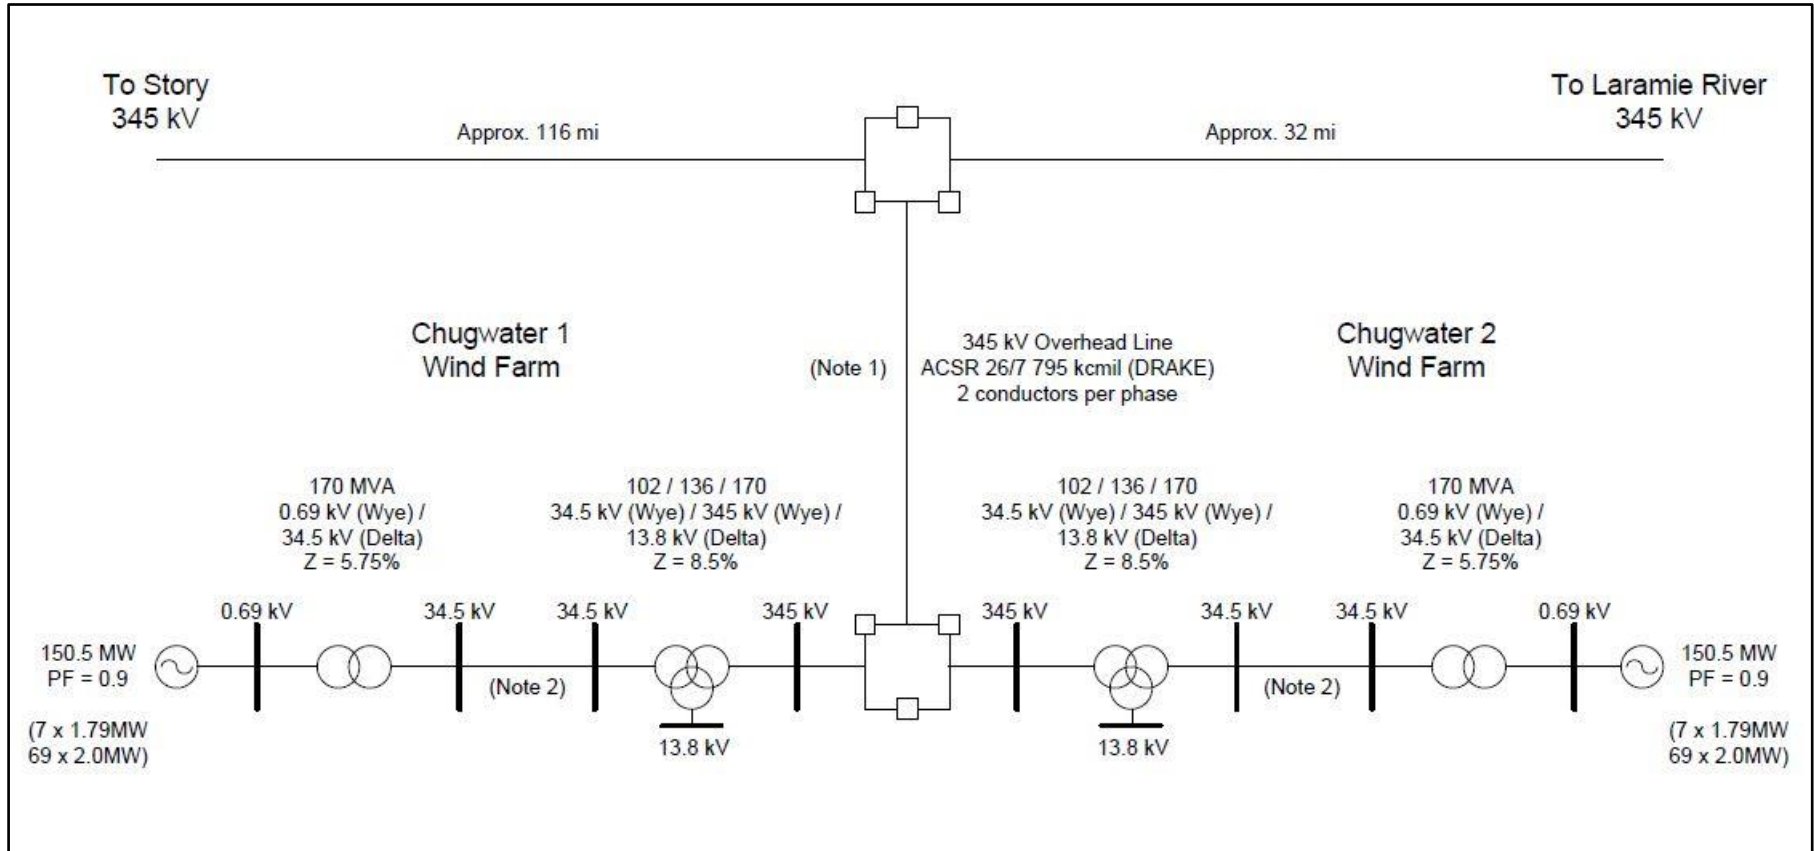 To Story
345 kV
Approx. 116 mi
Approx. 32 mi
To Laramie River
345 kV
Chugwater 1
Wind Farm
(Note 1)
345 kV Overhead Line
ACSR 26/7 795 kcmil (DRAKE)
2 conductors per phase
Chugwater 2
Wind Farm
170 MVA
0.69 kV (Wye) /
34.5 kV (Delta)
Z = 5.75%
102 / 136 / 170
34.5 kV (Wye) / 345 kV (Wye) /
13.8 kV (Delta)
Z = 8.5%
102 / 136 / 170
34.5 kV (Wye) / 345 kV (Wye) /
13.8 kV (Delta)
Z = 8.5%
170 MVA
0.69 kV (Wye) /
34.5 kV (Delta)
Z = 5.75%
0.69 kV
34.5 kV
34.5 kV
345 kV
345 kV
34.5 kV
34.5 kV
0.69 kV
150.5 MW
PF = 0.9
(7 x 1.79MW
69 x 2.0MW)
(Note 2)
13.8 kV
13.8 kV
(Note 2)
150.5 MW
PF = 0.9
(7 x 1.79MW
69 x 2.0MW)